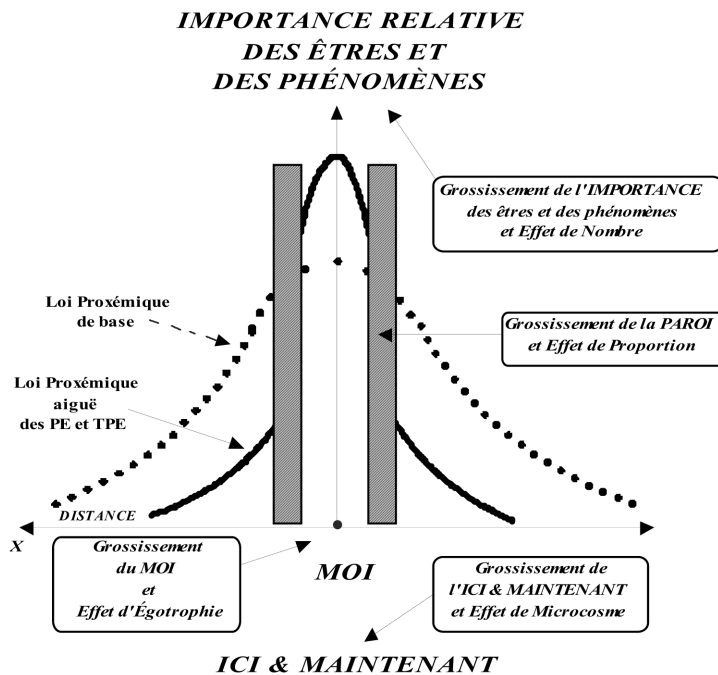 IMPORTANCE RELATIVE
DES ÊTRES ET
DES PHÉNOMÈNES
Grossissement de l'IMPORTANCE
des êtres et des phénomènes
et Effet de Nombre
Loi Proxémique
de base
Grossissement de la PAROI
et Effet de Proportion
Loi Proxémique
aiguë
des PE et TPE
DISTANCE
X
Grossissement
du MOI
et
Effet d'Égotrophie
MOI
Grossissement de
l'ICI & MAINTENANT
et Effet de Microcosme
ICI & MAINTENANT